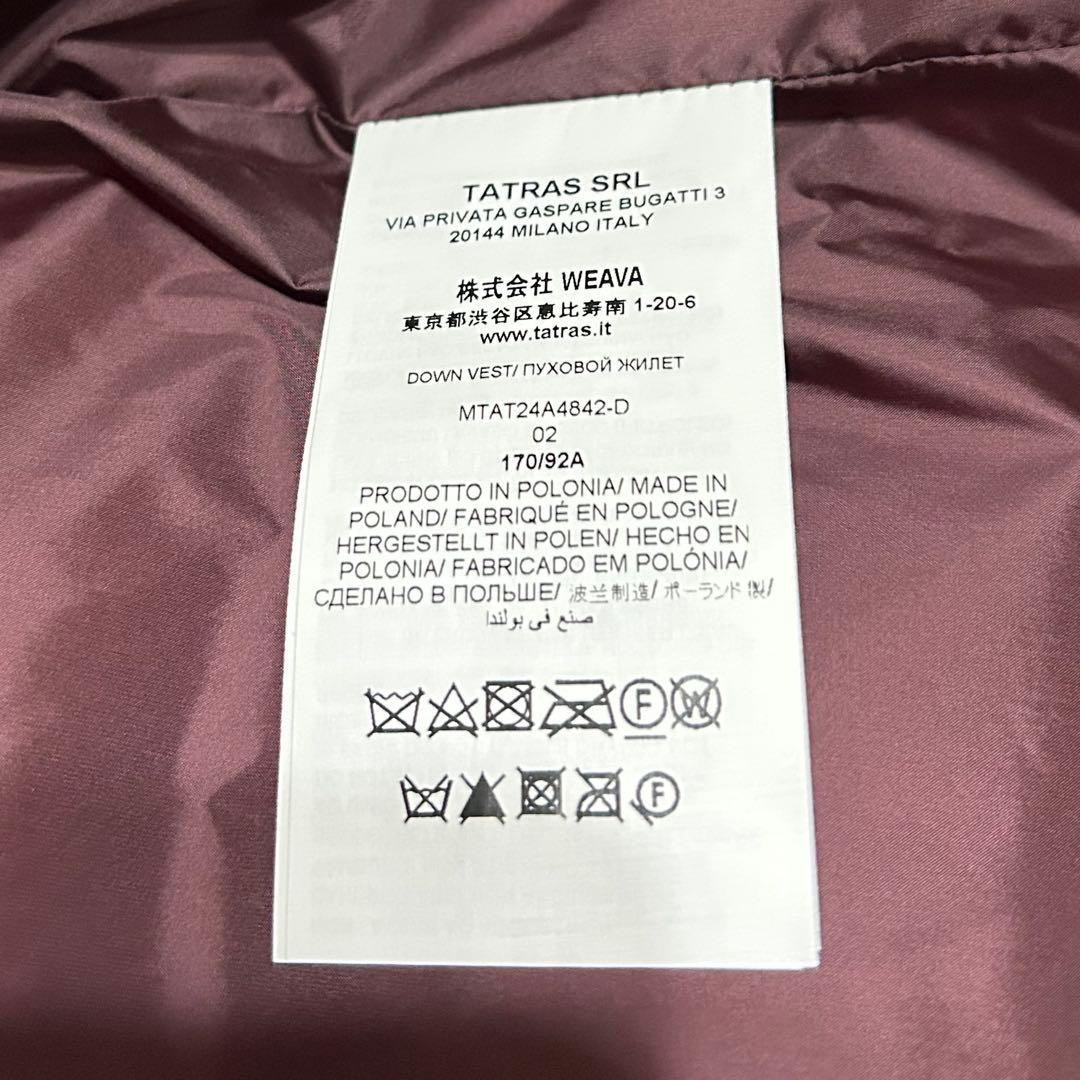 TATRAS SRL
VIA PRIVATA GASPARE BUGATTI 3
20144 MILANO ITALY
株式会社 WEAVA
東京都渋谷区恵比寿南 1-20-6
www.tatras.it
DOWN VEST/ ПУХОВОЙ ЖИЛЕТ
MTAT24A4842-D
02
170/92A
PRODOTTO IN POLONIA/ MADE IN
POLAND/ FABRIQUÉ EN POLOGNE/
HERGESTELLT IN POLEN/ HECHO EN
POLONIA/ FABRICADO EM POLÓNIA/
СДЕЛАНО В ПОЛЬШЕ/ 波兰制造/ ポーランド製/
صنع في بولندا
F W
F